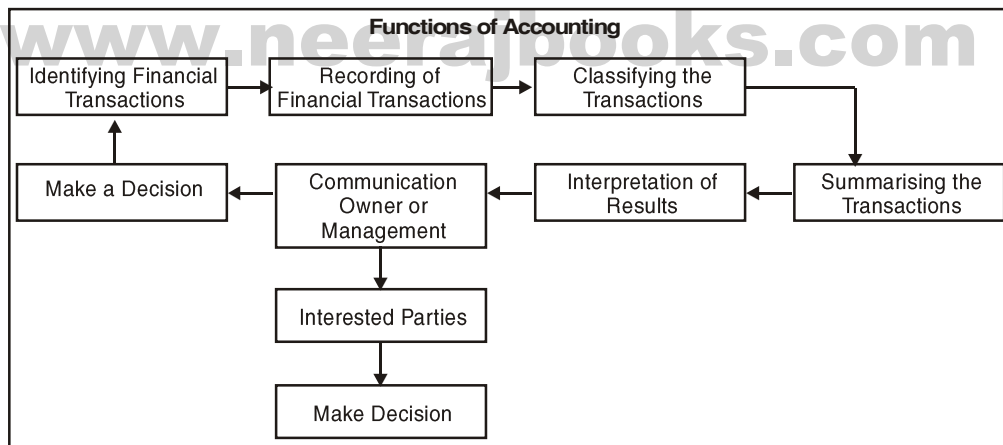 Functions of Accounting
www.neerajbooks.com
Identifying Financial
Transactions
Recording of
Financial Transactions
Classifying the
Transactions
Summarising the
Transactions
Interpretation of
Results
Communication
Owner or
Management
Make a Decision
Interested Parties
Make Decision